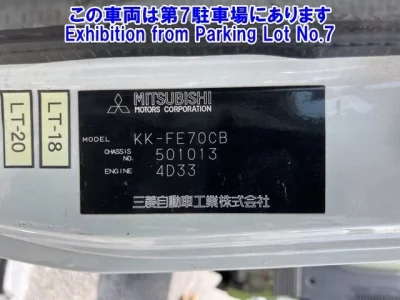 この車両は第7駐車場にあります
Exhibition from Parking Lot No.7
MITSUBISHI
MOTORS CORPORATION
MODEL KK-FE70CB
CHASSIS NO. 501013
ENGINE 4D33
三菱自動車工業株式会社
LT-20
LT-18